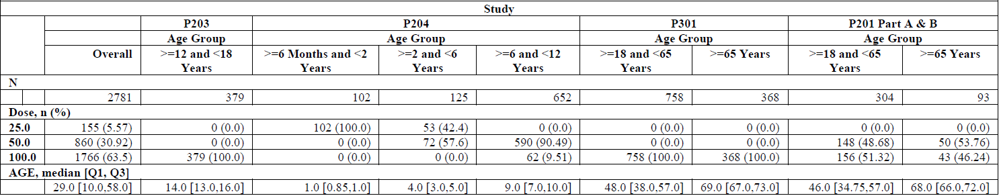 Study
P203 P204 P301 P201 Part A & B
Age Group Age Group Age Group Age Group
Overall >=12 and <18 Years >=6 Months and <2 Years >=2 and <6 Years >=6 and <12 Years >=18 and <65 Years >=65 Years >=18 and <65 Years >=65 Years
N
2781 379 102 125 652 758 368 304 93
Dose, n (%)
25.0 155 (5.57) 0 (0.0) 102 (100.0) 53 (42.4) 0 (0.0) 0 (0.0) 0 (0.0) 0 (0.0) 0 (0.0)
50.0 860 (30.92) 0 (0.0) 0 (0.0) 72 (57.6) 590 (90.49) 0 (0.0) 0 (0.0) 148 (48.68) 50 (53.76)
100.0 1766 (63.5) 379 (100.0) 0 (0.0) 0 (0.0) 62 (9.51) 758 (100.0) 368 (100.0) 156 (51.32) 43 (46.24)
AGE, median [Q1, Q3]
29.0 [10.0,58.0] 14.0 [13.0,16.0] 1.0 [0.85,1.0] 4.0 [3.0,5.0] 9.0 [7.0,10.0] 48.0 [38.0,57.0] 69.0 [67.0,73.0] 46.0 [34.75,57.0] 68.0 [66.0,72.0]